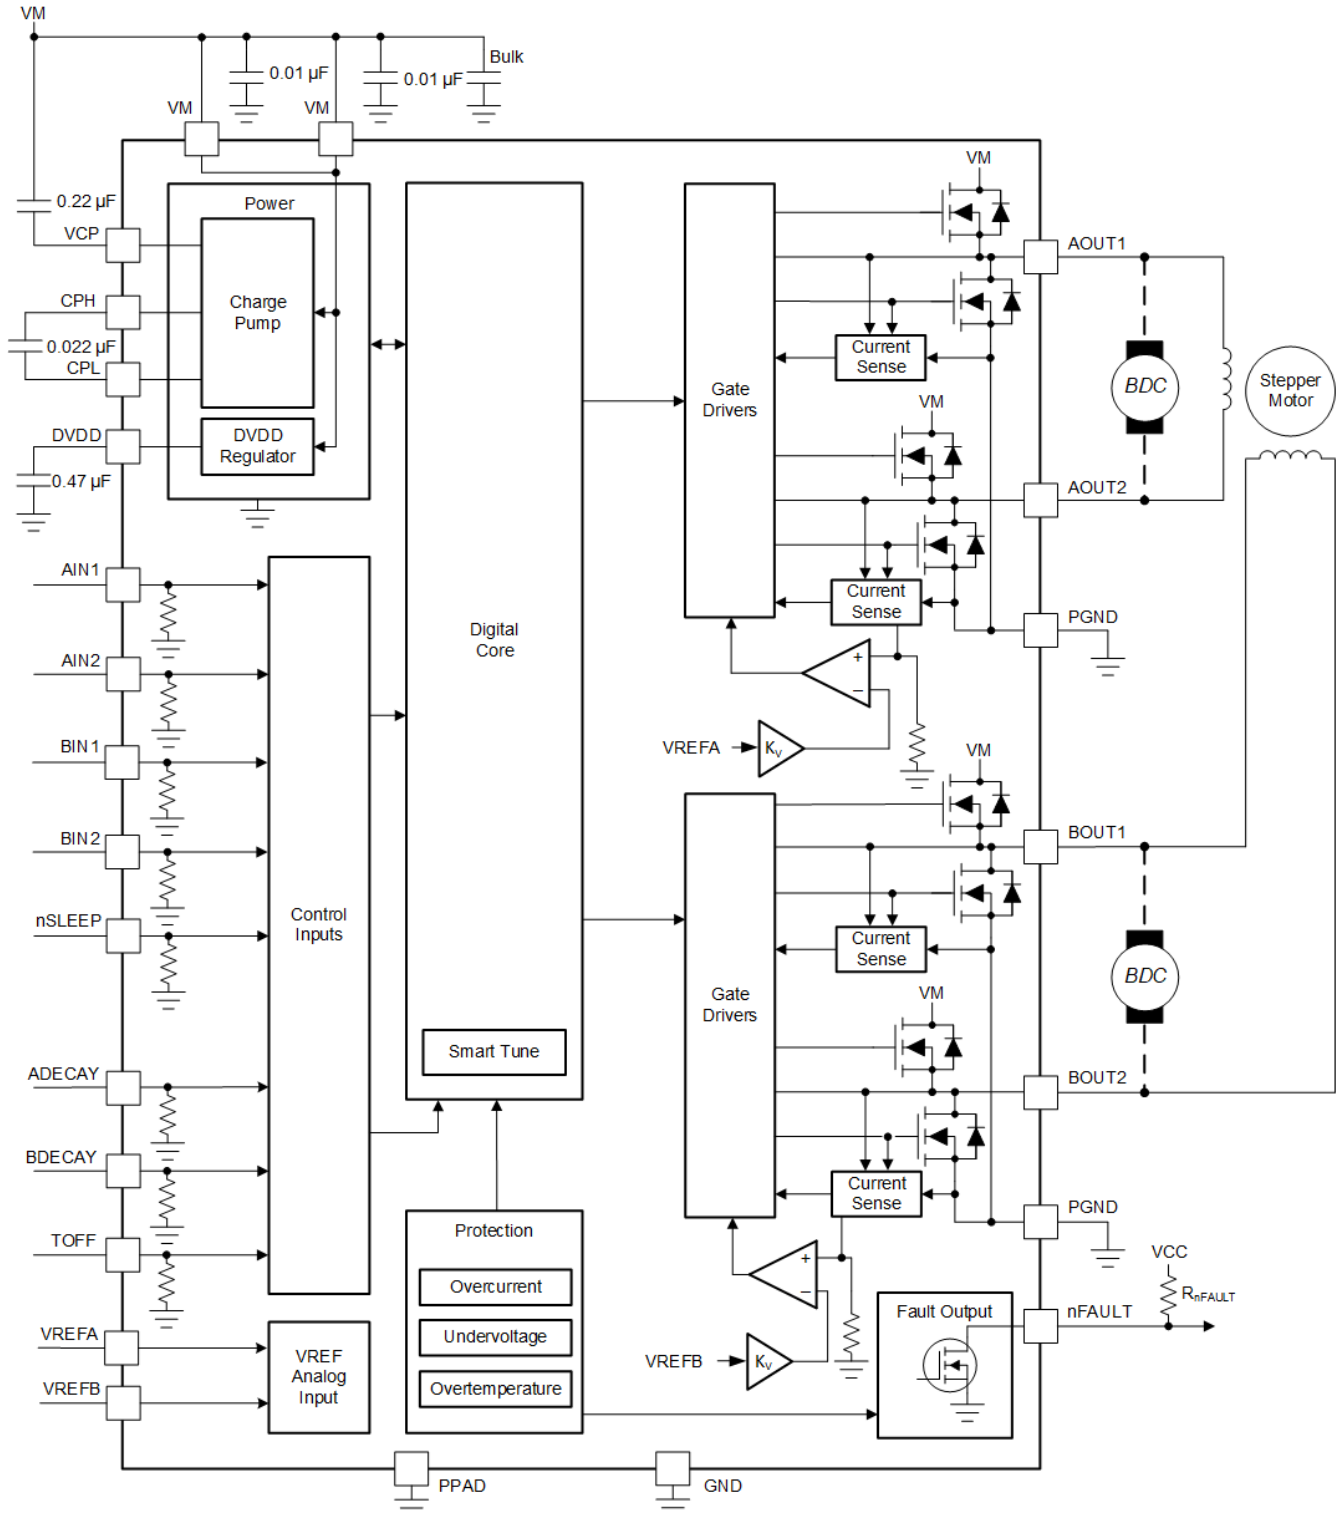 VM
Bulk
0.01 µF
0.01 µF
VM
VM
VM
0.22 µF
Power
VCP
AOUT1
CPH
Charge
Pump
0.022 µF
CPL
Current
Sense
BDC
Stepper
Motor
Gate
Drivers
VM
DVDD
DVDD
Regulator
0.47 µF
AOUT2
AIN1
Current
Sense
PGND
Digital
Core
AIN2
+
−
VREFA
Kv
BIN1
VM
BIN2
BOUT1
nSLEEP
Control
Inputs
Current
Sense
BDC
Gate
Drivers
VM
Smart Tune
ADECAY
BOUT2
BDECAY
Current
Sense
PGND
Protection
TOFF
+
−
VCC
Overcurrent
RnFAULT
Fault Output
nFAULT
Undervoltage
VREFA
VREF
Analog
Input
VREFB
Kv
VREFB
Overtemperature
PPAD
GND